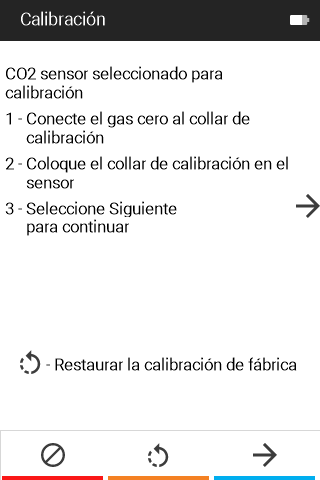 Calibración
CO2 sensor seleccionado para
calibración
1 - Conecte el gas cero al collar de
calibración
2 - Coloque el collar de calibración en el
sensor
3 - Seleccione Siguiente
para continuar
- Restaurar la calibración de fábrica